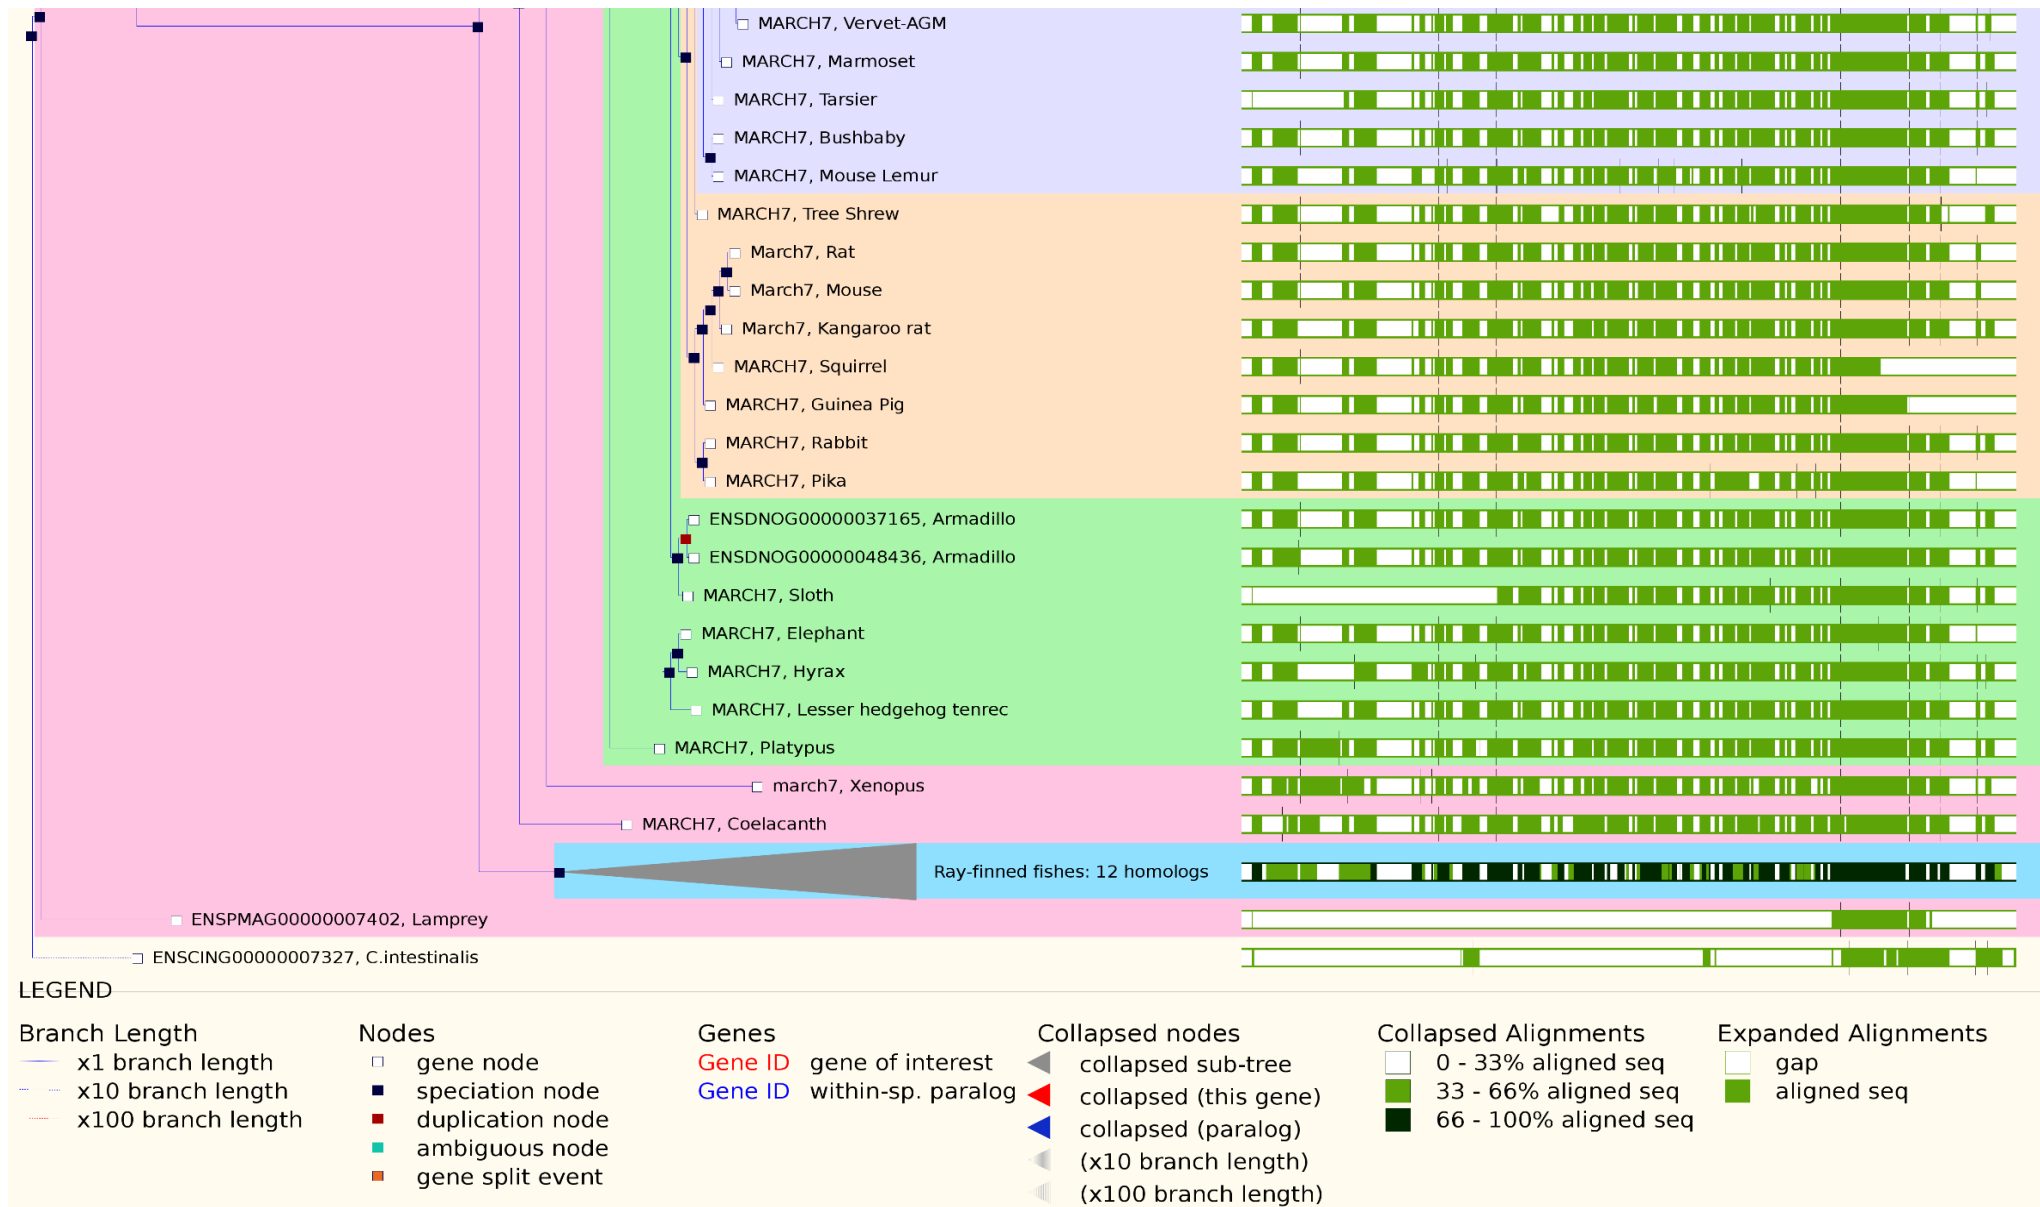 MARCH7, Vervet-AGM
MARCH7, Marmoset
MARCH7, Tarsier
MARCH7, Bushbaby
MARCH7, Mouse Lemur
MARCH7, Tree Shrew
March7, Rat
March7, Mouse
March7, Kangaroo rat
MARCH7, Squirrel
MARCH7, Guinea Pig
MARCH7, Rabbit
MARCH7, Pika
ENSDNOG00000037165, Armadillo
ENSDNOG00000048436, Armadillo
MARCH7, Sloth
MARCH7, Elephant
MARCH7, Hyrax
MARCH7, Lesser hedgehog tenrec
MARCH7, Platypus
march7, Xenopus
MARCH7, Coelacanth
Ray-finned fishes: 12 homologs
ENSPMAG00000007402, Lamprey
ENSCING00000007327, C.intestinalis
LEGEND
Branch Length
x1 branch length
x10 branch length
x100 branch length
Nodes
gene node
speciation node
duplication node
ambiguous node
gene split event
Genes
Gene ID gene of interest
Gene ID within-sp. paralog
Collapsed nodes
collapsed sub-tree
collapsed (this gene)
collapsed (paralog)
(x10 branch length)
(x100 branch length)
Collapsed Alignments
0 - 33% aligned seq
33 - 66% aligned seq
66 - 100% aligned seq
Expanded Alignments
gap
aligned seq